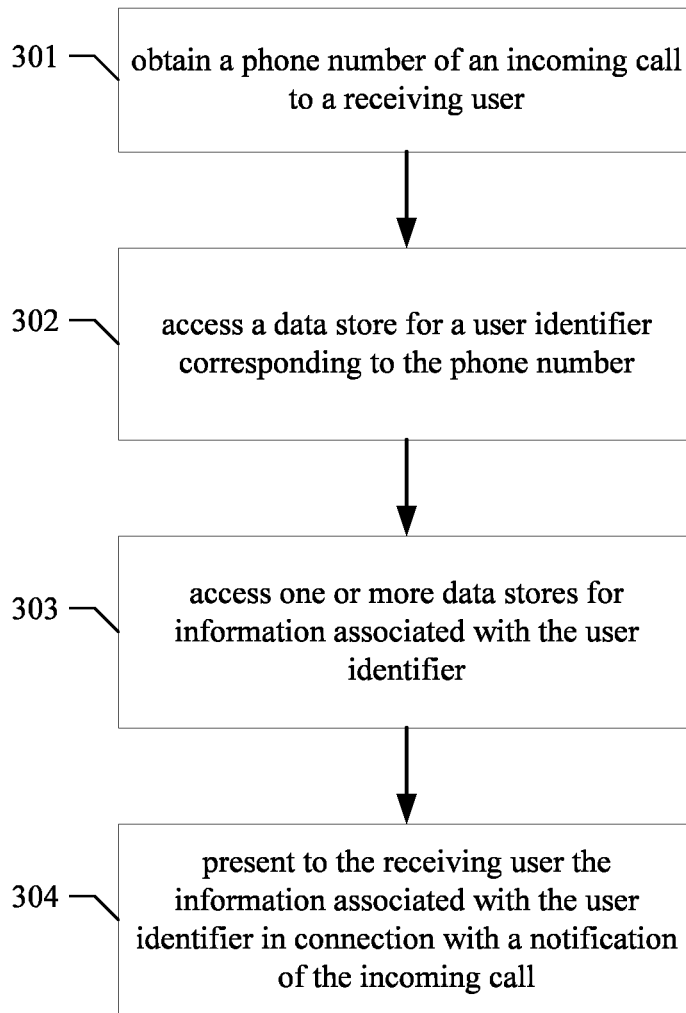 301
obtain a phone number of an incoming call
to a receiving user
302
access a data store for a user identifier
corresponding to the phone number
303
access one or more data stores for
information associated with the user
identifier
304
present to the receiving user the
information associated with the user
identifier in connection with a notification
of the incoming call